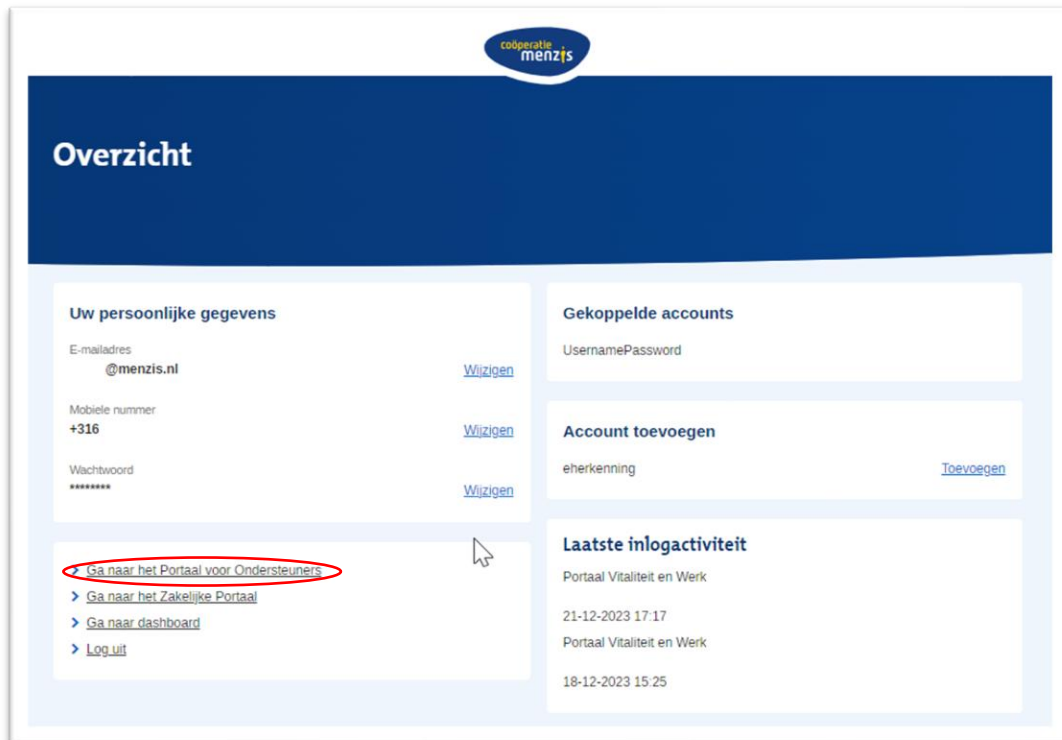 coöperatie
menzis
Overzicht
Uw persoonlijke gegevens
E-mailadres
@menzis.nl
Wijzigen
Mobiele nummer
+316
Wijzigen
Wachtwoord
********
Wijzigen
Ga naar het Portaal voor Ondersteuners
Ga naar het Zakelijke Portaal
Ga naar dashboard
Log uit
Gekoppelde accounts
UsernamePassword
Account toevoegen
eherkenning
Toevoegen
Laatste inlogactiviteit
Portaal Vitaliteit en Werk
21-12-2023 17:17
Portaal Vitaliteit en Werk
18-12-2023 15:25